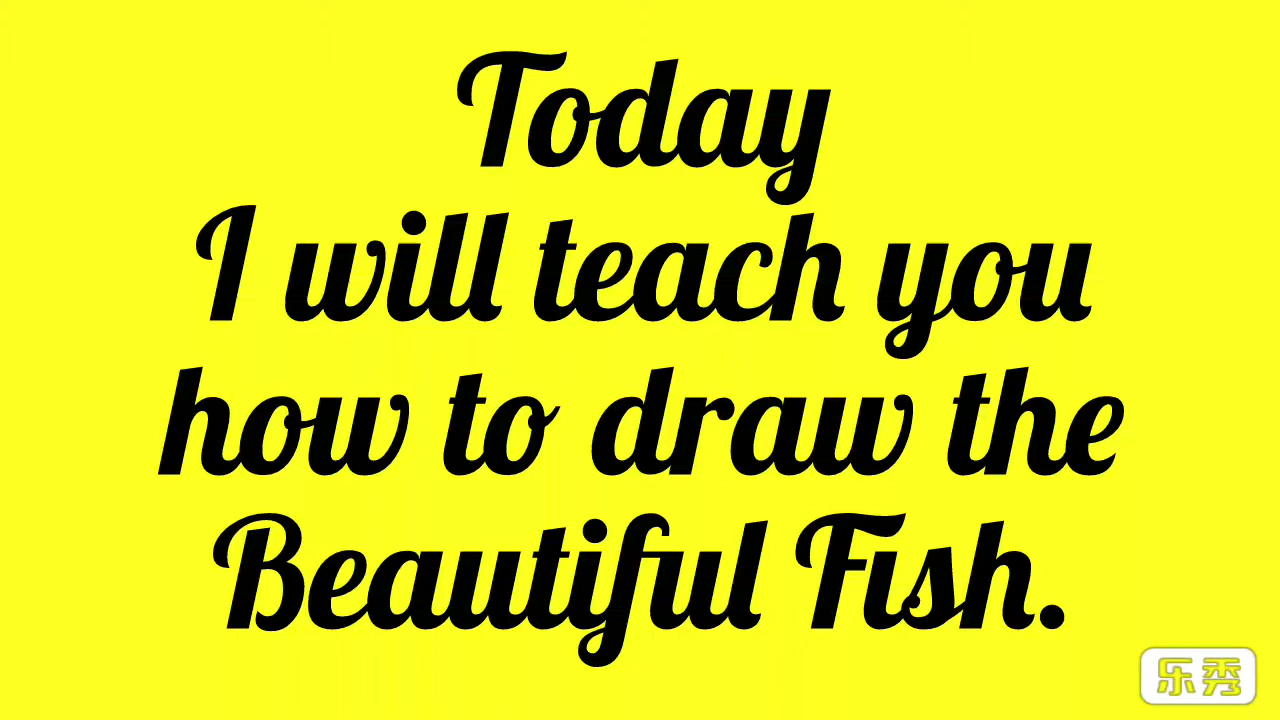 Today
I will teach you
how to draw the
Beautiful Fish.
乐秀